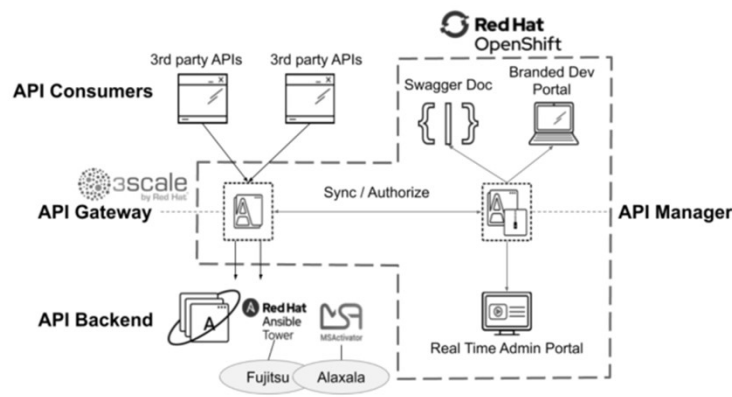 Red Hat
OpenShift
3rd party APIs
3rd party APIs
API Consumers
Swagger Doc
Branded Dev
Portal
{ [ ] }
3scale
by Red Hat
Sync / Authorize
API Gateway
API Manager
API Backend
A
A
Red Hat
Ansible
Tower
MSA
MSActivator
Real Time Admin Portal
Fujitsu
Alaxala